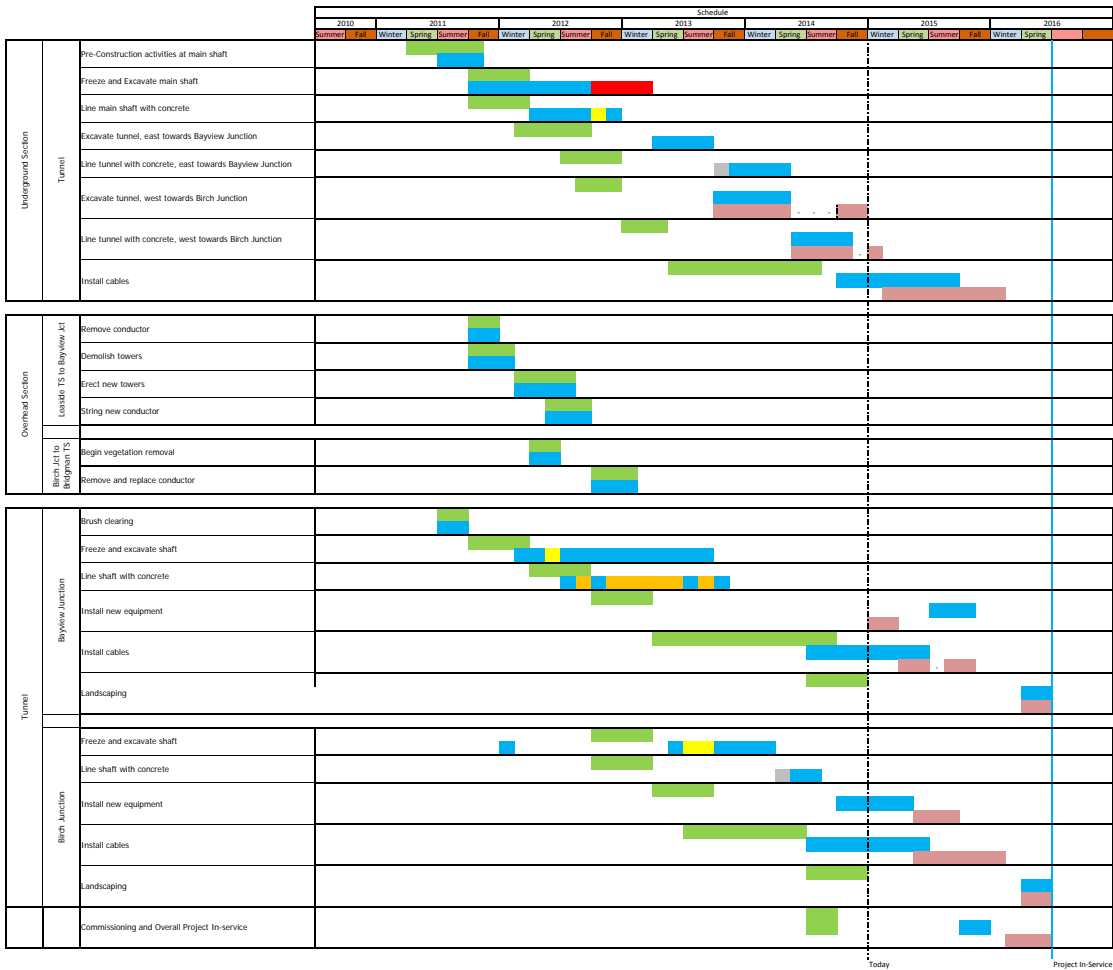 Schedule
2010 2011 2012 2013 2014 2015 2016
Summer Fall Winter Spring Summer Fall Winter Spring Summer Fall Winter Spring Summer Fall Winter Spring Summer Fall Winter Spring Summer Fall Winter Spring
Underground Section
Tunnel
Pre-Construction activities at main shaft
Freeze and Excavate main shaft
Line main shaft with concrete
Excavate tunnel, east towards Bayview Junction
Line tunnel with concrete, east towards Bayview Junction
Excavate tunnel, west towards Birch Junction
Line tunnel with concrete, west towards Birch Junction
Install cables
Overhead Section
Leaside TS to Bayview Jct
Remove conductor
Demolish towers
Erect new towers
String new conductor
Birch Jct to
Bridgman TS
Begin vegetation removal
Remove and replace conductor
Tunnel
Bayview Junction
Brush clearing
Freeze and excavate shaft
Line shaft with concrete
Install new equipment
Install cables
Landscaping
Birch Junction
Freeze and excavate shaft
Line shaft with concrete
Install new equipment
Install cables
Landscaping
Commissioning and Overall Project In-service
Today Project In-Service